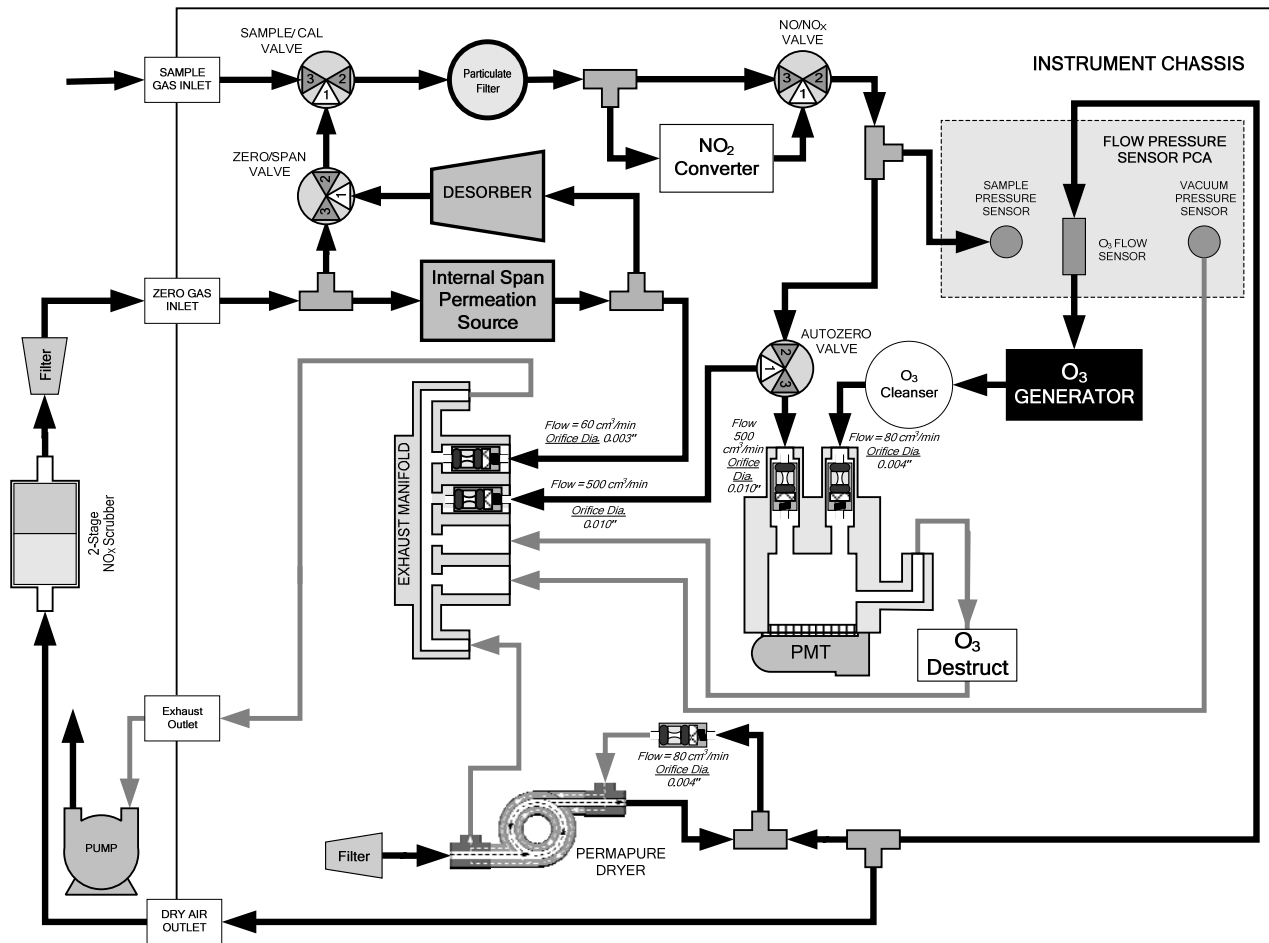 SAMPLE/ CAL
VALVE
NO/NOX
VALVE
INSTRUMENT CHASSIS
SAMPLE
GAS INLET
3
2
1
Particulate
Filter
3
2
1
NO2
Converter
FLOW PRESSURE
SENSOR PCA
SAMPLE
PRESSURE
SENSOR
VACUUM
PRESSURE
SENSOR
O3 FLOW
SENSOR
ZERO/SPAN
VALVE
2
1
3
DESORBER
ZERO GAS
INLET
Internal Span
Permeation
Source
Filter
AUTOZERO
VALVE
2
1
3
O3
Cleanser
O3
GENERATOR
Flow = 60 cm3/min
Orifice Dia. 0.003"
Flow
500
cm3/min
Orifice
Dia.
0.010"
Flow = 80 cm3/min
Orifice Dia.
0.004"
EXHAUST MANIFOLD
Flow = 500 cm3/min
Orifice Dia.
0.010"
2-Stage
NOX Scrubber
PMT
O3
Destruct
Exhaust
Outlet
Flow = 80 cm3/min
Orifice Dia.
0.004"
PUMP
Filter
PERMAPURE
DRYER
DRY AIR
OUTLET